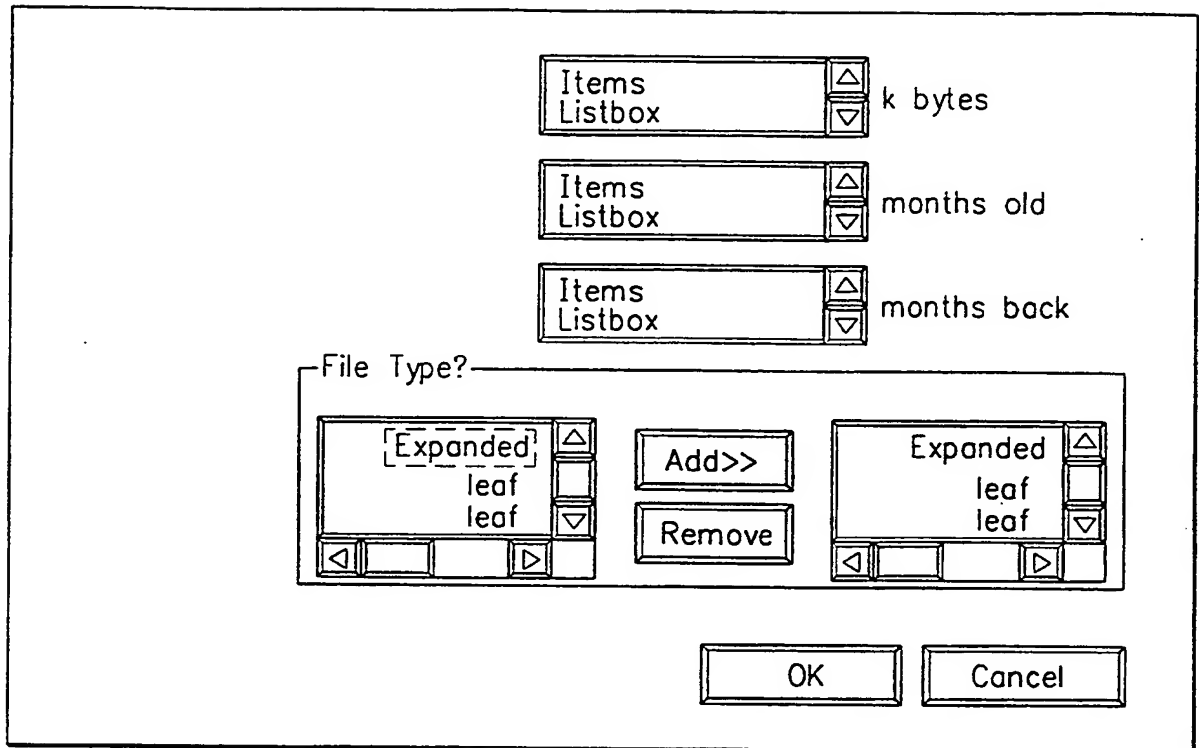 Items
Listbox
k bytes
Items
Listbox
months old
Items
Listbox
months back
File Type?
Expanded
leaf
leaf
Add>>
Remove
Expanded
leaf
leaf
OK
Cancel